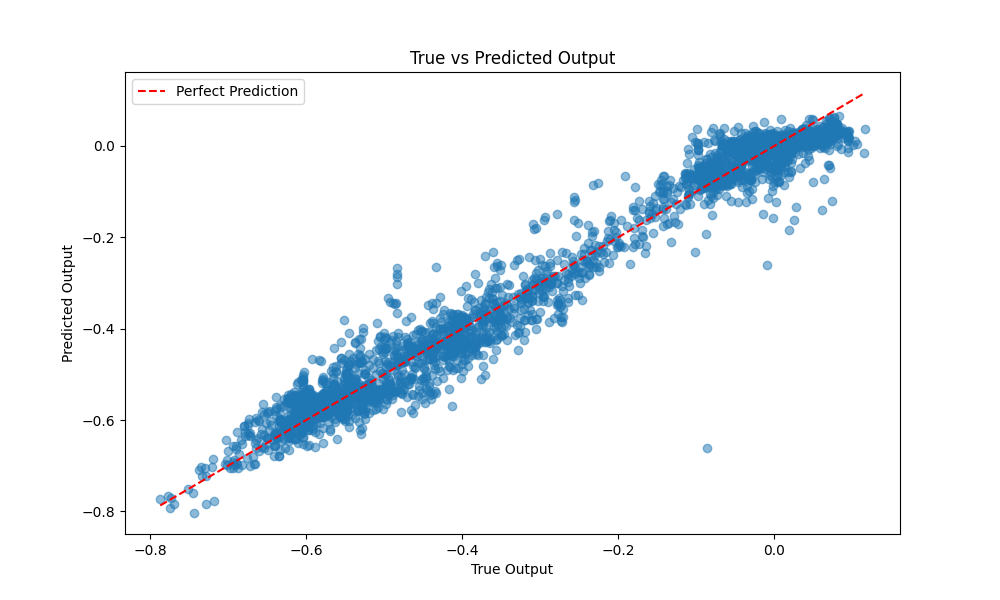 True vs Predicted Output
Perfect Prediction
Predicted Output
0.0
−0.2
−0.4
−0.6
−0.8
−0.8
−0.6
−0.4
−0.2
0.0
True Output